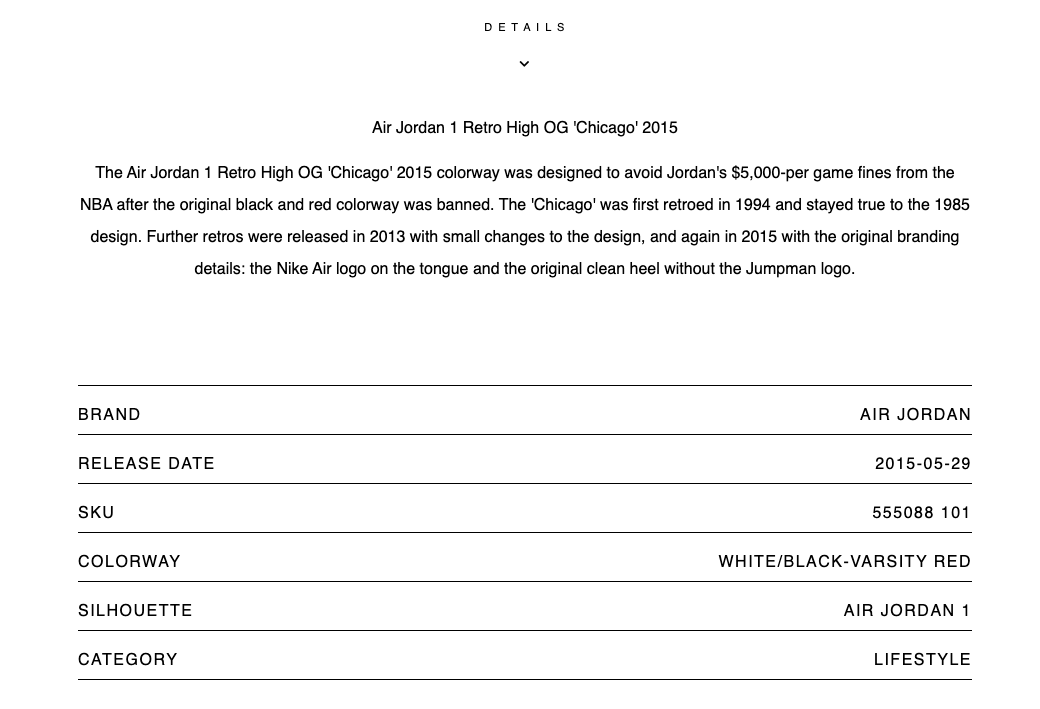 DETAILS
Air Jordan 1 Retro High OG 'Chicago' 2015
The Air Jordan 1 Retro High OG 'Chicago' 2015 colorway was designed to avoid Jordan's $5,000-per game fines from the
NBA after the original black and red colorway was banned. The 'Chicago' was first retroed in 1994 and stayed true to the 1985
design. Further retros were released in 2013 with small changes to the design, and again in 2015 with the original branding
details: the Nike Air logo on the tongue and the original clean heel without the Jumpman logo.
BRAND AIR JORDAN
RELEASE DATE 2015-05-29
SKU 555088 101
COLORWAY WHITE/BLACK-VARSITY RED
SILHOUETTE AIR JORDAN 1
CATEGORY LIFESTYLE